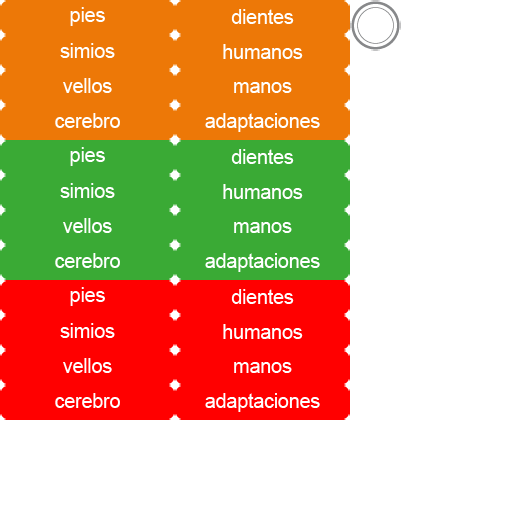 pies dientes
simios humanos
vellos manos
cerebro adaptaciones
pies dientes
simios humanos
vellos manos
cerebro adaptaciones
pies dientes
simios humanos
vellos manos
cerebro adaptaciones